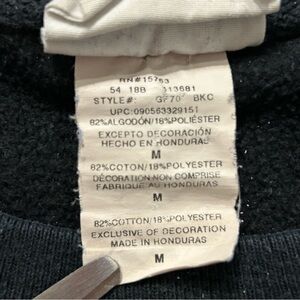 RN#15763
54 18B 313681
STYLE#: GF70 BKC
UPC:090563329151
82%ALGODÓN/18%POLIÉSTER
EXCEPTO DECORACIÓN
HECHO EN HONDURAS
M
82%COTON/18%POLYESTER
DÉCORATION NON COMPRISE
FABRIQUÉ AU HONDURAS
M
82%COTTON/18%POLYESTER
EXCLUSIVE OF DECORATION
MADE IN HONDURAS
M